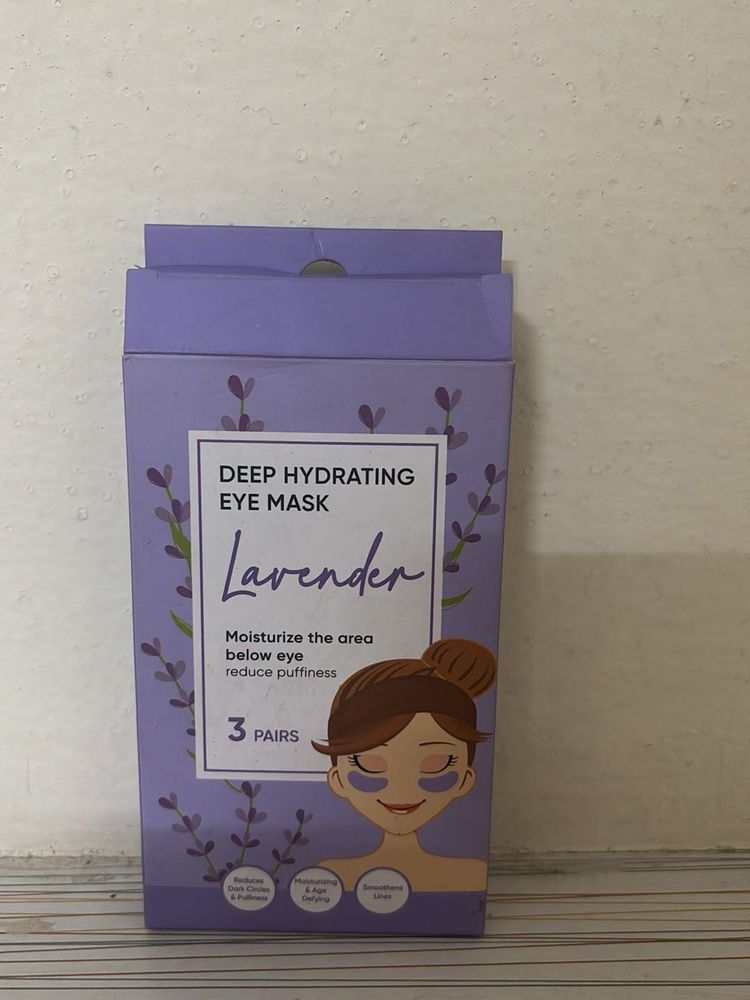 DEEP HYDRATING
EYE MASK
Lavender
Moisturize the area
below eye
reduce puffiness
3 PAIRS
Reduces
Dark Circles
& Puffiness
Moisturizing
& Age
Defying
Smoothens
Lines